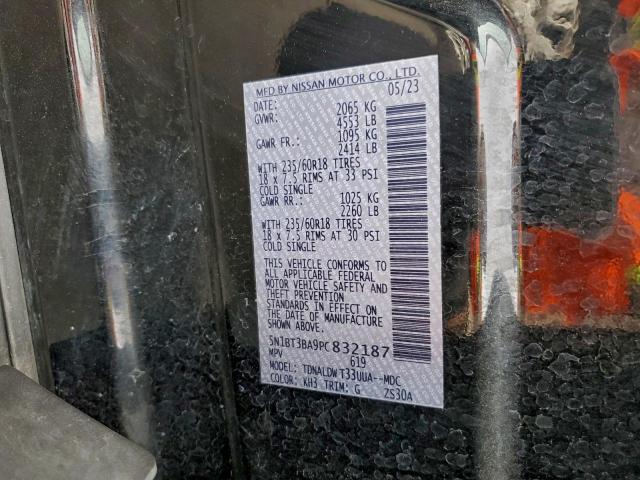 MFD BY NISSAN MOTOR CO., LTD.
DATE: 05/23
GVWR: 2065 KG
4553 LB
GAWR FR.: 1095 KG
2414 LB
WITH 235/60R18 TIRES
18 x 7.5 RIMS AT 33 PSI
COLD SINGLE
GAWR RR.: 1025 KG
2260 LB
WITH 235/60R18 TIRES
18 x 7.5 RIMS AT 30 PSI
COLD SINGLE
THIS VEHICLE CONFORMS TO
ALL APPLICABLE FEDERAL
MOTOR VEHICLE SAFETY AND
THEFT PREVENTION
STANDARDS IN EFFECT ON
THE DATE OF MANUFACTURE
SHOWN ABOVE.
5N1BT3BA9PC832187
MPV 619
MODEL: TDNALDW T33UUA--MDC
COLOR: KH3 TRIM: G ZS30A